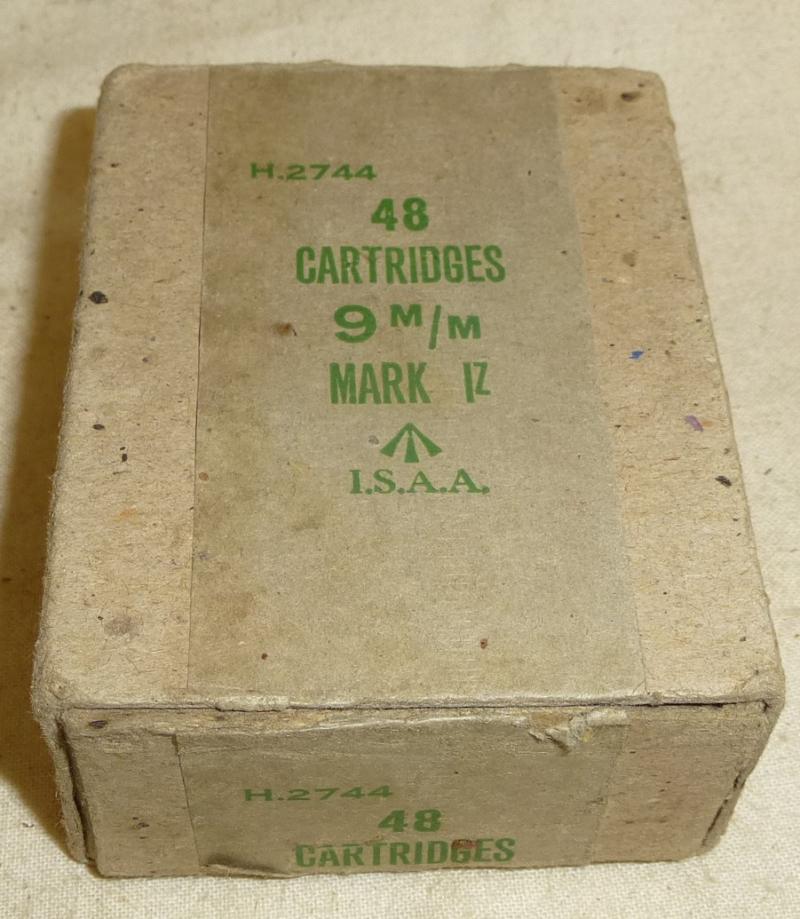 H.2744
48
CARTRIDGES
9 M/M
MARK IZ
I.S.A.A.
H.2744
48
CARTRIDGES